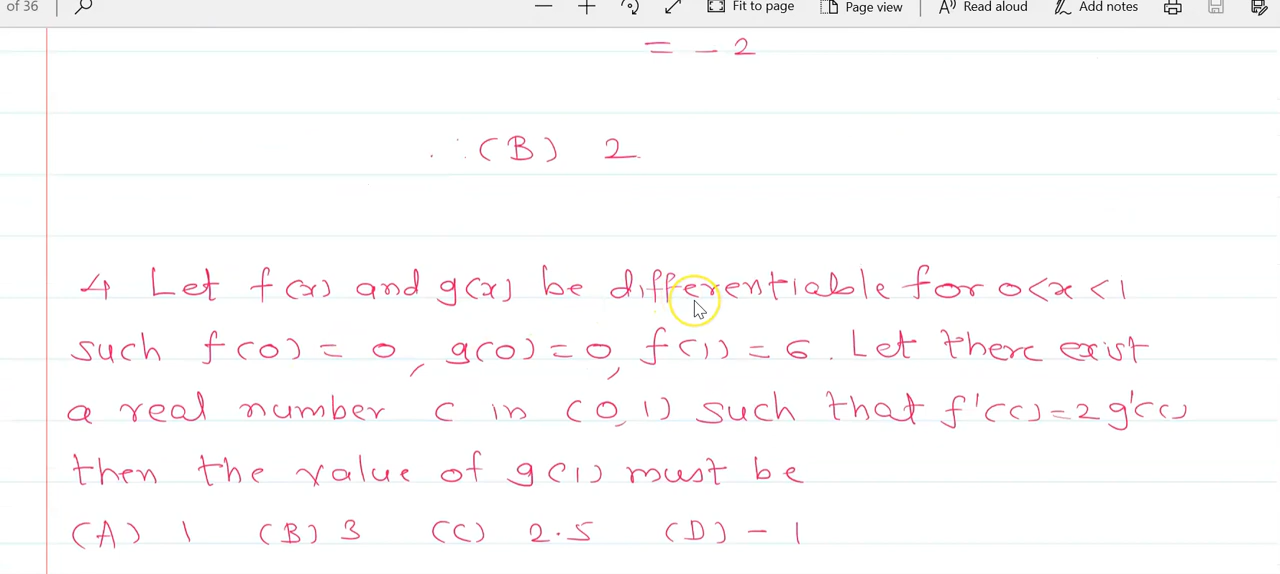 of 36 Fit to page Page view Read aloud Add notes
= - 2
∴ (B) 2
4 Let f(x) and g(x) be differentiable for 0<x<1
such f(0) = 0, g(0)=0, f(1) = 6. Let there exist
a real number c in (0,1) such that f'(c)=2g'(c)
then the value of g(1) must be
(A) 1 (B) 3 (C) 2.5 (D) - 1